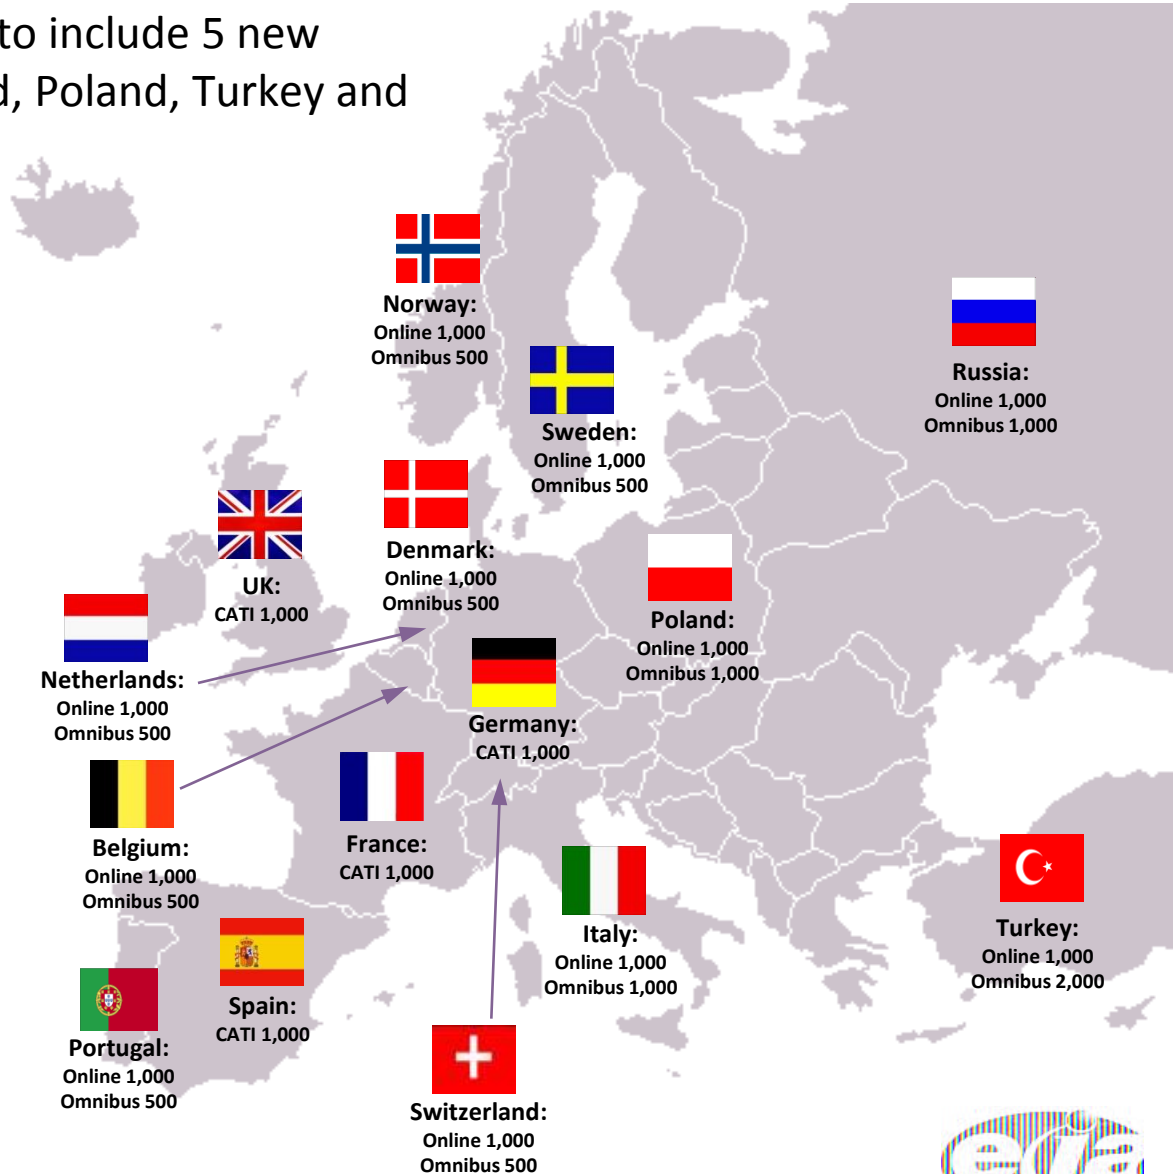 to include 5 new
d, Poland, Turkey and
Norway:
Online 1,000
Omnibus 500
Russia:
Online 1,000
Omnibus 1,000
Sweden:
Online 1,000
Omnibus 500
Denmark:
Online 1,000
Omnibus 500
UK:
CATI 1,000
Poland:
Online 1,000
Omnibus 1,000
Netherlands:
Online 1,000
Omnibus 500
Germany:
CATI 1,000
Belgium:
Online 1,000
Omnibus 500
France:
CATI 1,000
Italy:
Online 1,000
Omnibus 1,000
Turkey:
Online 1,000
Omnibus 2,000
Spain:
CATI 1,000
Portugal:
Online 1,000
Omnibus 500
Switzerland:
Online 1,000
Omnibus 500